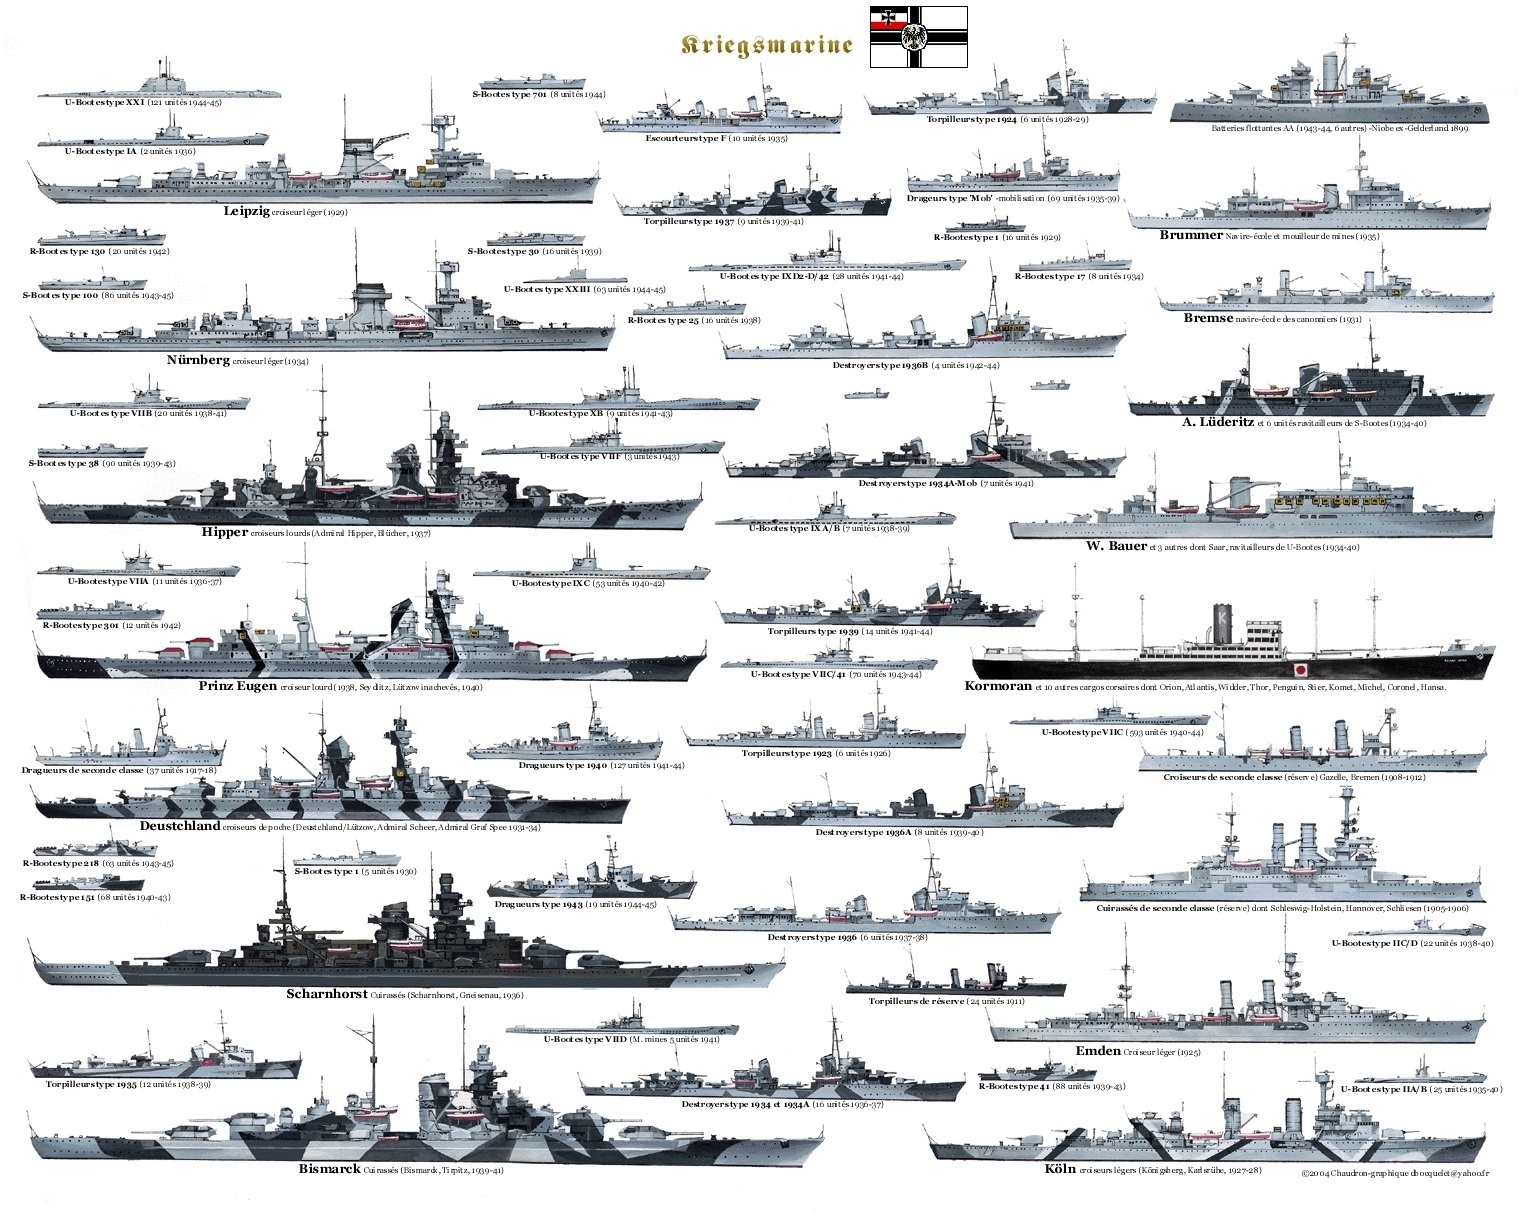 Kriegsmarine
U-Boots type XXI (121 unités 1944-45)
S-Boots type 701 (8 unités 1944)
U-Boots type IA (2 unités 1936)
Escourteurs type F (10 unités 1935)
Torpilleurs type 1924 (6 unités 1928-29)
Batteries flottantes AA (1943-44, 6 autres) -Niobe ex-Gelderland 1899
Leipzig croiseur léger (1929)
Torpilleurs type 1937 (9 unités 1939-41)
Drageurs type 'Mob' -mobilisation (69 unités 1935-39)
R-Bootes type 130 (20 unités 1942)
S-Bootes type 30 (16 unités 1939)
R-Bootes type 1 (16 unités 1929)
Brummer Navire-école et mouilleur de mines (1935)
S-Bootes type 100 (86 unités 1943-45)
U-Bootes type XXIII (63 unités 1944-45)
U-Bootes type IXD2-D/42 (28 unités 1941-44)
R-Bootes type 17 (8 unités 1934)
R-Bootes type 25 (16 unités 1938)
Bremse navire-école des canonniers (1931)
Nürnberg croiseur léger (1934)
Destroyers type 1936B (4 unités 1942-44)
U-Bootes type VIIB (20 unités 1938-41)
U-Bootes type XB (9 unités 1941-43)
A. Lüderitz et 6 unités ravitailleurs de S-Bootes (1934-40)
S-Bootes type 38 (90 unités 1939-43)
U-Bootes type VIIF (3 unités 1943)
Destroyers type 1934A-Mob (7 unités 1941)
Hipper croiseurs lourds (Admiral Hipper, Blücher, 1937)
U-Bootes type IXA/B (7 unités 1938-39)
W. Bauer et 3 autres dont Saar, ravitailleurs de U-Bootes (1934-40)
U-Bootes type VIIA (11 unités 1936-37)
U-Bootes type IXC (53 unités 1940-42)
R-Bootes type 301 (12 unités 1942)
Torpilleurs type 1939 (14 unités 1941-44)
K
U-Bootes type VIIC/41 (70 unités 1943-44)
Prinz Eugen croiseur lourd (1938, Seydlitz, Lützow inachevés, 1940)
Kormoran et 10 autres cargos corsaires dont Orion, Atlantis, Widder, Thor, Penguin, Stier, Komet, Michel, Coronel, Hansa.
U-Bootes type VIIC (593 unités 1940-44)
Dragueurs de seconde classe (37 unités 1917-18)
Dragueurs type 1940 (127 unités 1941-44)
Torpilleurs type 1923 (6 unités 1926)
Croiseurs de seconde classe (réserve) Gazelle, Bremen (1908-1912)
Deustchland croiseurs de poche (Deustchland/Lützow, Admiral Scheer, Admiral Graf Spee 1931-34)
Destroyers type 1936A (8 unités 1939-40)
R-Bootes type 218 (63 unités 1943-45)
S-Bootes type 1 (5 unités 1930)
R-Bootes type 151 (68 unités 1940-43)
Dragueurs type 1943 (19 unités 1944-45)
Cuirassés de seconde classe (réserve) dont Schleswig-Holstein, Hannover, Schliesen (1905-1906)
Destroyers type 1936 (6 unités 1937-38)
U-Bootes type IIC/D (22 unités 1938-40)
Scharnhorst Cuirassés (Scharnhorst, Gneisenau, 1936)
Torpilleurs de réserve (24 unités 1911)
U-Bootes type VIID (M. mines 5 unités 1941)
Emden Croiseur léger (1925)
Torpilleurs type 1935 (12 unités 1938-39)
R-Bootes type 41 (88 unités 1939-43)
U-Bootes type IIA/B (25 unités 1935-40)
Destroyers type 1934 et 1934A (16 unités 1936-37)
Bismarck Cuirassés (Bismarck, Tirpitz, 1939-41)
Köln croiseurs légers (Königsberg, Karlsrühe, 1927-28)
©2004 Chaudron-graphique dbocquelet@yahoo.fr